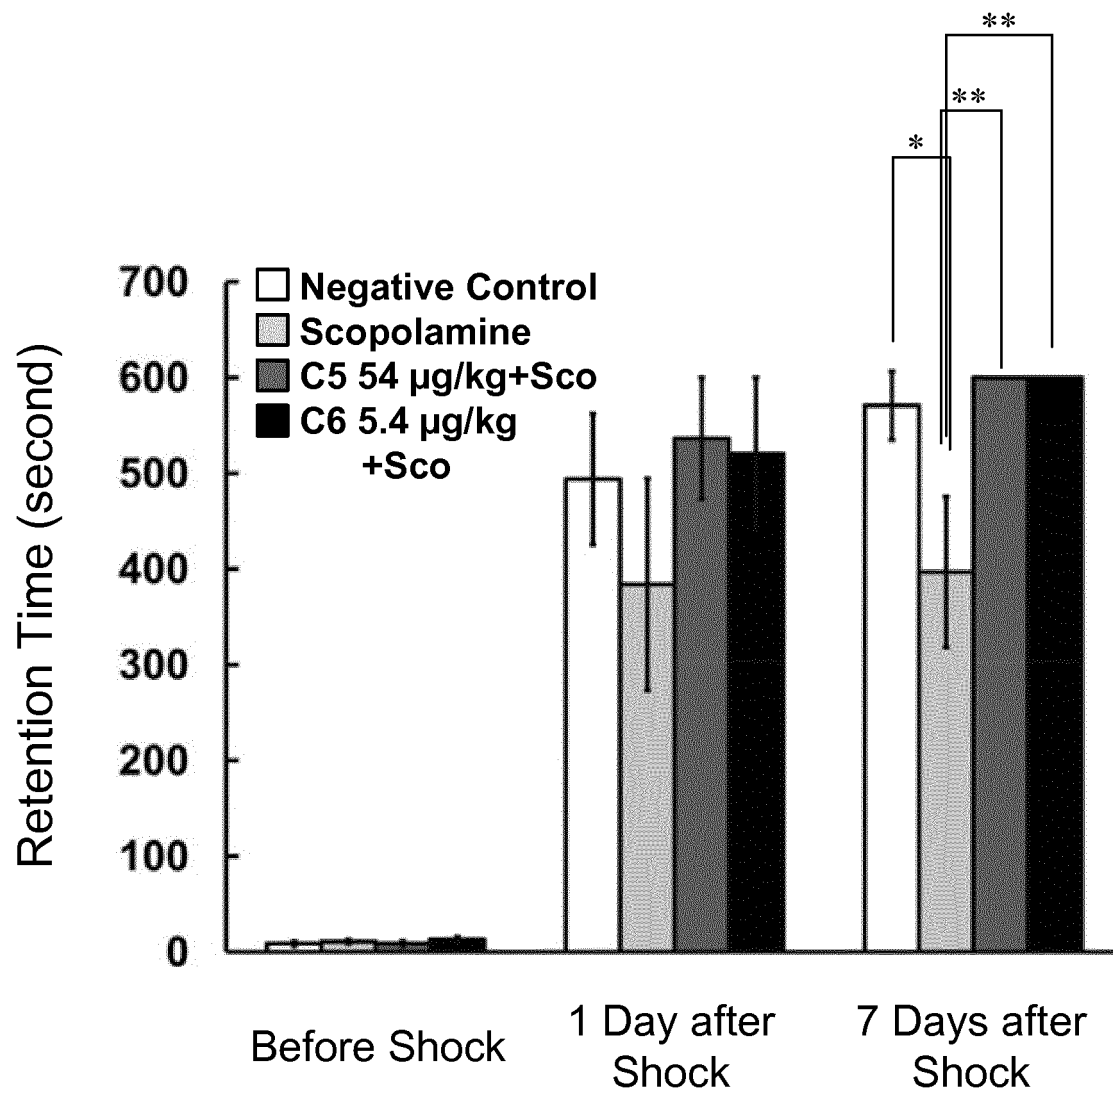 **
**
*
700
600
500
400
300
200
100
0
Retention Time (second)
Negative Control
Scopolamine
C5 54 µg/kg+Sco
C6 5.4 µg/kg
+Sco
Before Shock
1 Day after
Shock
7 Days after
Shock